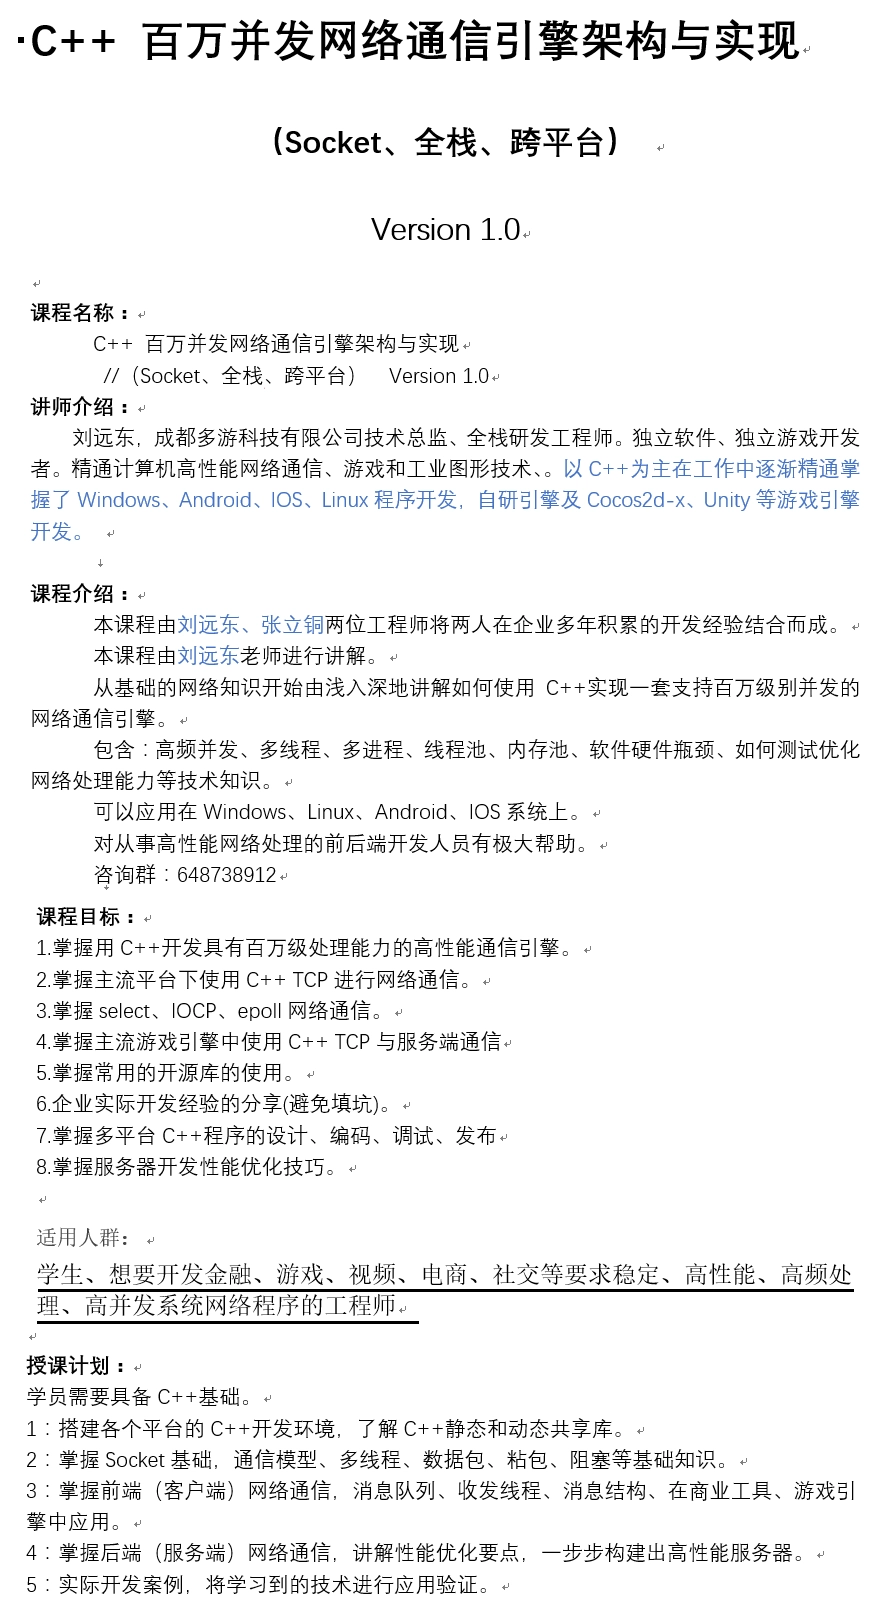 ·C++ 百万并发网络通信引擎架构与实现
（Socket、全栈、跨平台）
Version 1.0
课程名称：
C++ 百万并发网络通信引擎架构与实现
//（Socket、全栈、跨平台） Version 1.0
讲师介绍：
刘远东，成都多游科技有限公司技术总监、全栈研发工程师。独立软件、独立游戏开发
者。精通计算机高性能网络通信、游戏和工业图形技术、。以 C++为主在工作中逐渐精通掌
握了 Windows、Android、IOS、Linux 程序开发，自研引擎及 Cocos2d-x、Unity 等游戏引擎
开发。
课程介绍：
本课程由刘远东、张立铜两位工程师将两人在企业多年积累的开发经验结合而成。
本课程由刘远东老师进行讲解。
从基础的网络知识开始由浅入深地讲解如何使用 C++实现一套支持百万级别并发的
网络通信引擎。
包含：高频并发、多线程、多进程、线程池、内存池、软件硬件瓶颈、如何测试优化
网络处理能力等技术知识。
可以应用在 Windows、Linux、Android、IOS 系统上。
对从事高性能网络处理的前后端开发人员有极大帮助。
咨询群：648738912
课程目标：
1.掌握用 C++开发具有百万级处理能力的高性能通信引擎。
2.掌握主流平台下使用 C++ TCP 进行网络通信。
3.掌握 select、IOCP、epoll 网络通信。
4.掌握主流游戏引擎中使用 C++ TCP 与服务端通信
5.掌握常用的开源库的使用。
6.企业实际开发经验的分享(避免填坑)。
7.掌握多平台 C++程序的设计、编码、调试、发布
8.掌握服务器开发性能优化技巧。
适用人群：
学生、想要开发金融、游戏、视频、电商、社交等要求稳定、高性能、高频处
理、高并发系统网络程序的工程师
授课计划：
学员需要具备 C++基础。
1：搭建各个平台的 C++开发环境，了解 C++静态和动态共享库。
2：掌握 Socket 基础，通信模型、多线程、数据包、粘包、阻塞等基础知识。
3：掌握前端（客户端）网络通信，消息队列、收发线程、消息结构、在商业工具、游戏引
擎中应用。
4：掌握后端（服务端）网络通信，讲解性能优化要点，一步步构建出高性能服务器。
5：实际开发案例，将学习到的技术进行应用验证。